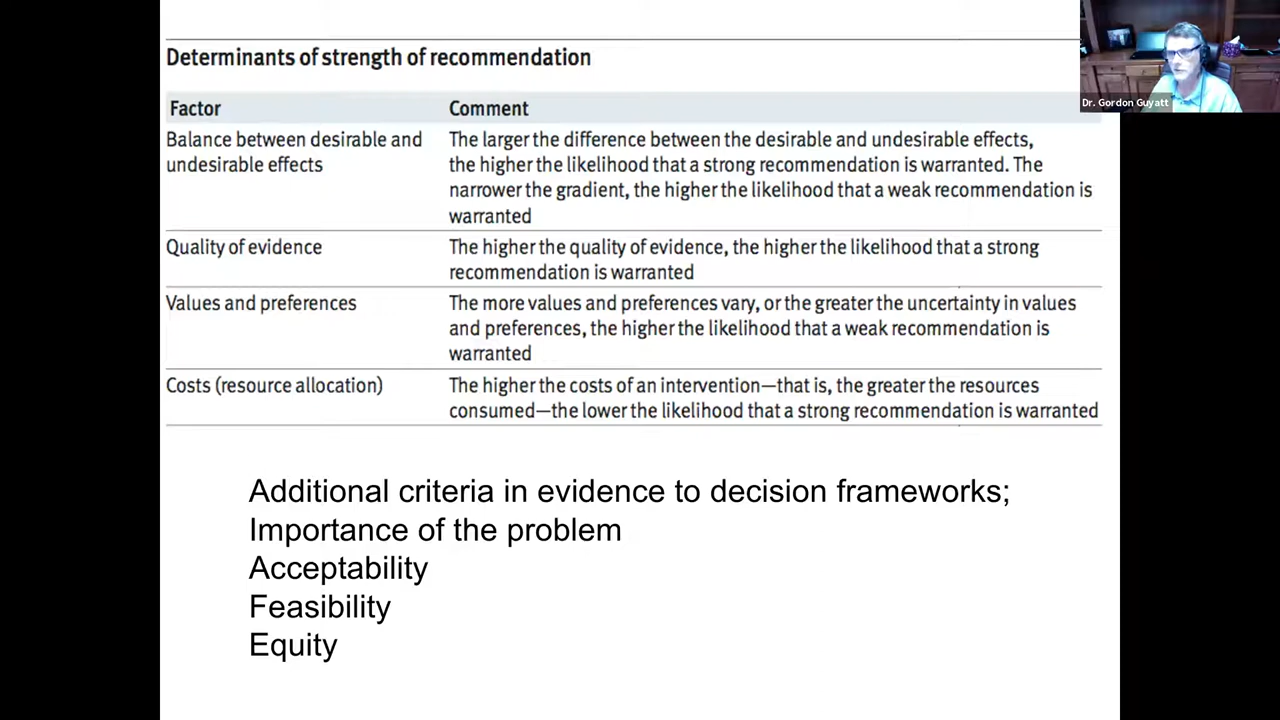 Determinants of strength of recommendation
Factor Comment
Balance between desirable and undesirable effects
The larger the difference between the desirable and undesirable effects,
the higher the likelihood that a strong recommendation is warranted. The
narrower the gradient, the higher the likelihood that a weak recommendation is
warranted
Quality of evidence
The higher the quality of evidence, the higher the likelihood that a strong
recommendation is warranted
Values and preferences
The more values and preferences vary, or the greater the uncertainty in values
and preferences, the higher the likelihood that a weak recommendation is
warranted
Costs (resource allocation)
The higher the costs of an intervention—that is, the greater the resources
consumed—the lower the likelihood that a strong recommendation is warranted
Additional criteria in evidence to decision frameworks;
Importance of the problem
Acceptability
Feasibility
Equity
Dr. Gordon Guyatt